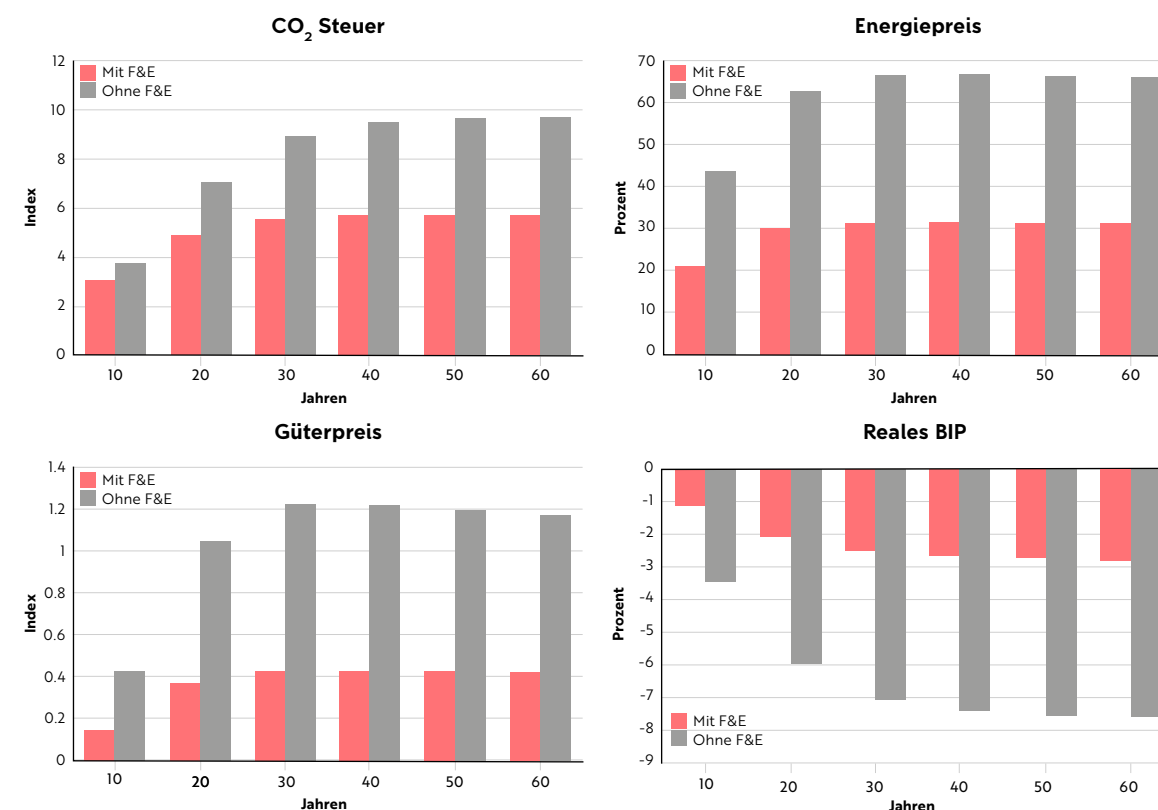 CO2 Steuer
12
10
8
6
4
2
0
Index
Mit F&E
Ohne F&E
10 20 30 40 50 60
Jahren
Energiepreis
70
60
50
40
30
20
10
0
Prozent
Mit F&E
Ohne F&E
10 20 30 40 50 60
Jahren
Güterpreis
1.4
1.2
1
0.8
0.6
0.4
0.2
0
Index
Mit F&E
Ohne F&E
10 20 30 40 50 60
Jahren
Reales BIP
0
-1
-2
-3
-4
-5
-6
-7
-8
-9
Prozent
Mit F&E
Ohne F&E
10 20 30 40 50 60
Jahren